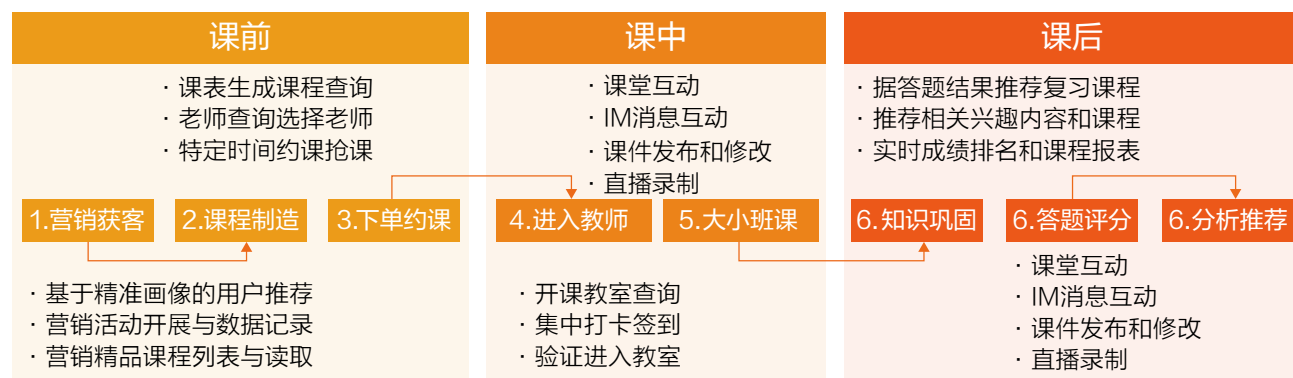 课前
· 课表生成课程查询
· 老师查询选择老师
· 特定时间约课抢课
1.营销获客
2.课程制造
3.下单约课
· 基于精准画像的用户推荐
· 营销活动开展与数据记录
· 营销精品课程列表与读取
课中
· 课堂互动
· IM消息互动
· 课件发布和修改
· 直播录制
4.进入教师
5.大小班课
· 开课教室查询
· 集中打卡签到
· 验证进入教室
课后
· 据答题结果推荐复习课程
· 推荐相关兴趣内容和课程
· 实时成绩排名和课程报表
6.知识巩固
6.答题评分
6.分析推荐
· 课堂互动
· IM消息互动
· 课件发布和修改
· 直播录制